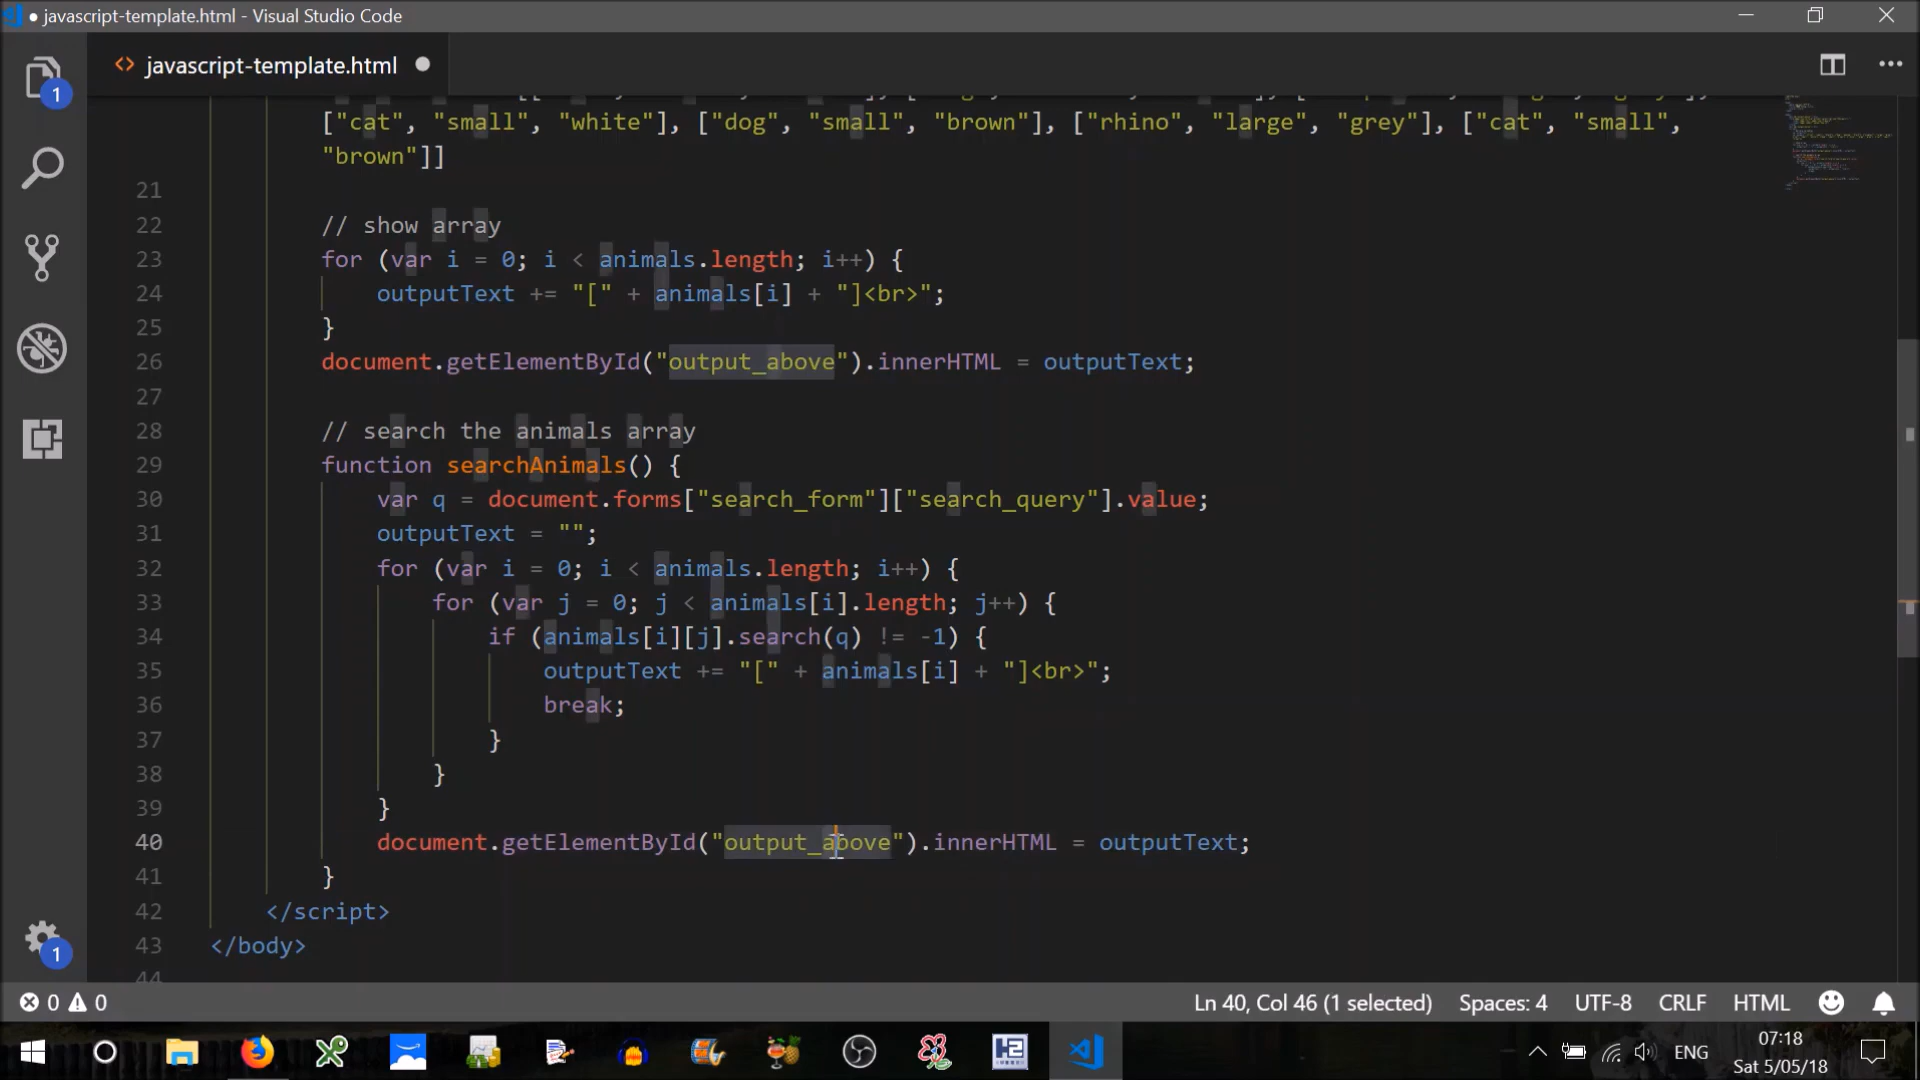 javascript-template.html - Visual Studio Code
javascript-template.html
1
["cat", "small", "white"], ["dog", "small", "brown"], ["rhino", "large", "grey"], ["cat", "small",
"brown"]]
21
22 // show array
23 for (var i = 0; i < animals.length; i++) {
24 outputText += "[" + animals[i] + "]<br>";
25 }
26 document.getElementById("output_above").innerHTML = outputText;
27
28 // search the animals array
29 function searchAnimals() {
30 var q = document.forms["search_form"]["search_query"].value;
31 outputText = "";
32 for (var i = 0; i < animals.length; i++) {
33 for (var j = 0; j < animals[i].length; j++) {
34 if (animals[i][j].search(q) != -1) {
35 outputText += "[" + animals[i] + "]<br>";
36 break;
37 }
38 }
39 }
40 document.getElementById("output_above").innerHTML = outputText;
41 }
42 </script>
43 </body>
44
1
0 0 Ln 40, Col 46 (1 selected) Spaces: 4 UTF-8 CRLF HTML
ENG
07:18
Sat 5/05/18